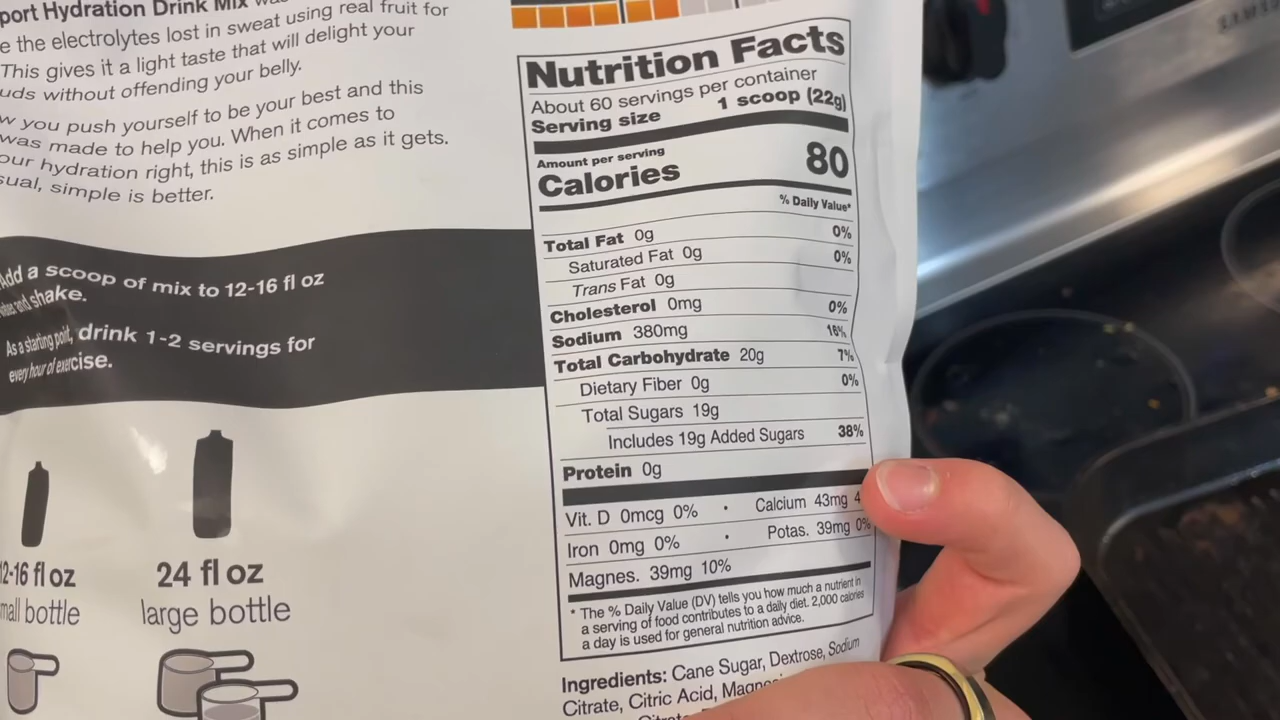 port Hydration Drink Mix was
e the electrolytes lost in sweat using real fruit for
This gives it a light taste that will delight your
uds without offending your belly.
w you push yourself to be your best and this
was made to help you. When it comes to
our hydration right, this is as simple as it gets.
sual, simple is better.
Add a scoop of mix to 12-16 fl oz
and shake.
As a starting point, drink 1-2 servings for
every hour of exercise.
12-16 fl oz
mall bottle
24 fl oz
large bottle
Nutrition Facts
About 60 servings per container
Serving size 1 scoop (22g)
Amount per serving
Calories 80
% Daily Value*
Total Fat 0g 0%
Saturated Fat 0g 0%
Trans Fat 0g
Cholesterol 0mg 0%
Sodium 380mg 16%
Total Carbohydrate 20g 7%
Dietary Fiber 0g 0%
Total Sugars 19g
Includes 19g Added Sugars 38%
Protein 0g
Vit. D 0mcg 0% • Calcium 43mg 4
Iron 0mg 0% • Potas. 39mg 0%
Magnes. 39mg 10%
* The % Daily Value (DV) tells you how much a nutrient in
a serving of food contributes to a daily diet. 2,000 calories
a day is used for general nutrition advice.
Ingredients: Cane Sugar, Dextrose, Sodium
Citrate, Citric Acid, Magne